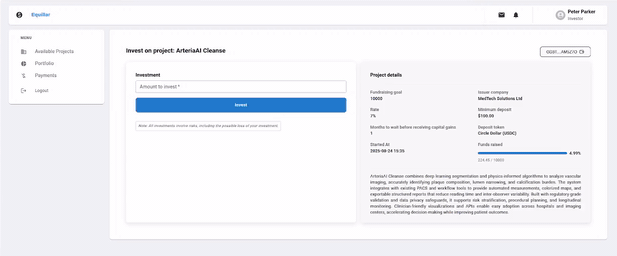 Equillar
Peter Parker
Investor
MENU
Available Projects
Portfolio
Payments
Logout
Invest on project: ArteriaAI Cleanse
Investment
Amount to invest *
Invest
Note: All investments involve risks, including the possible loss of your investment.
Project details
Fundraising goal
10000
Issuer company
MedTech Solutions Ltd
Rate
7%
Minimum deposit
$100.00
Months to wait before receiving capital gains
1
Deposit token
Circle Dollar (USDC)
Started At
2025-08-24 15:35
Funds raised
4.99%
/ 10000
ArteriaAI Cleanse combines deep learning segmentation and physics-informed algorithms to analyze vascular
imaging, accurately identifying plaque composition, lumen narrowing, and calcification burden. The system
integrates with existing PACS and workflow tools to provide automated measurements, colorized maps, and
exportable structured reports that reduce reading time and inter-observer variability. Built with regulatory-grade
validation and data privacy safeguards, it supports risk stratification, procedural planning, and longitudinal
monitoring. Clinician-friendly visualizations and APIs enable easy adoption across hospitals and imaging
centers, accelerating decision-making while improving patient outcomes.